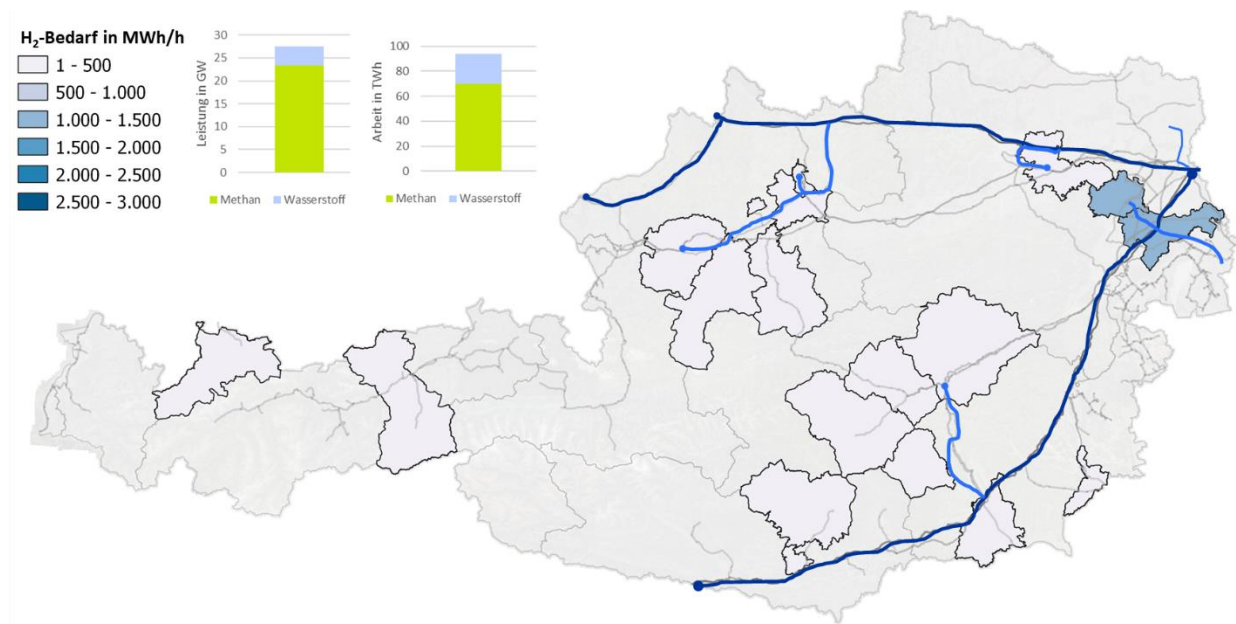 H₂-Bedarf in MWh/h
1 - 500
500 - 1.000
1.000 - 1.500
1.500 - 2.000
2.000 - 2.500
2.500 - 3.000
Leistung in GW
30
25
20
15
10
5
0
Methan
Wasserstoff
Arbeit in TWh
100
80
60
40
20
0
Methan
Wasserstoff